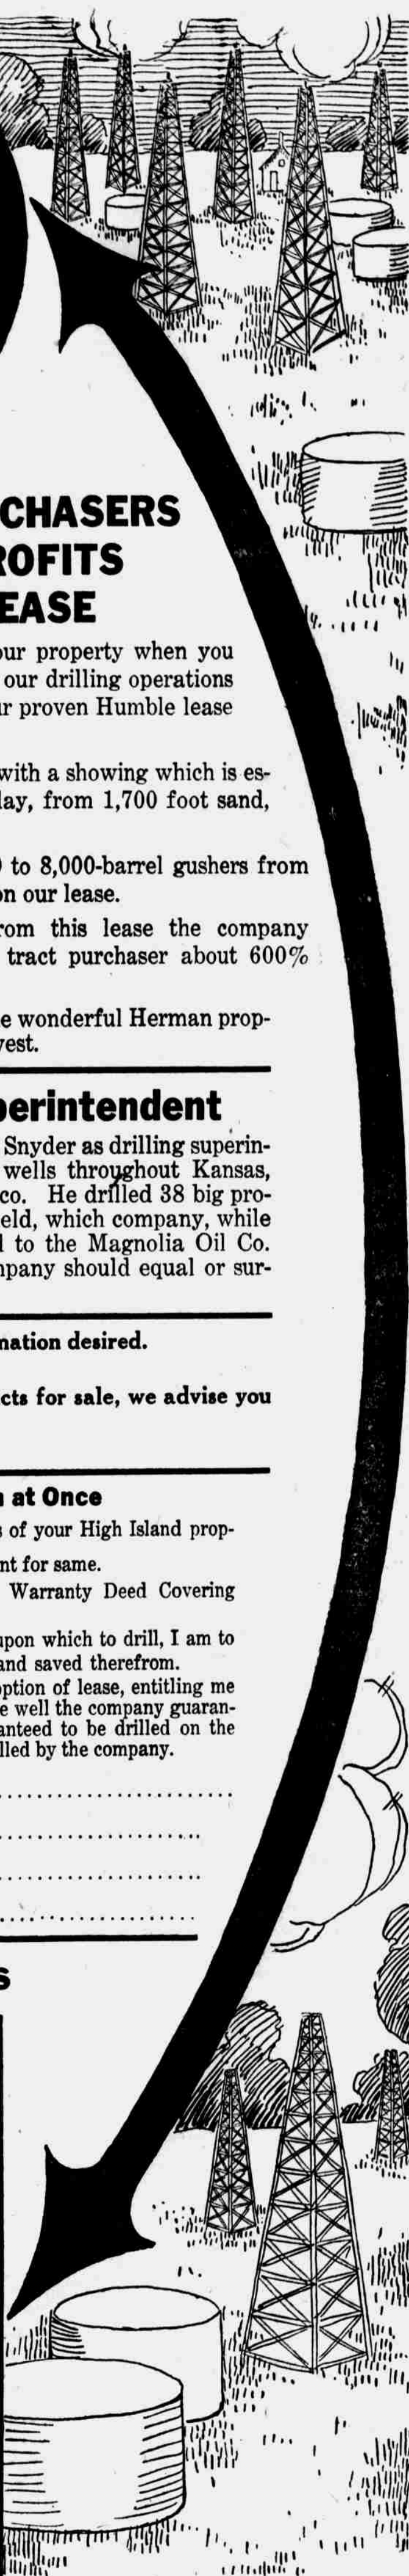 CHASERS
ROFITS
EASE
our property when you
our drilling operations
ur proven Humble lease
with a showing which is es-
lay, from 1,700 foot sand,
to 8,000-barrel gushers from
on our lease.
rom this lease the company
tract purchaser about 600%
e wonderful Herman prop-
vest.
perintendent
Snyder as drilling superin-
wells throughout Kansas,
co. He drilled 38 big pro-
eld, which company, while
l to the Magnolia Oil Co.
mpany should equal or sur-
mation desired.
cts for sale, we advise you
at Once
s of your High Island prop-
nt for same.
Warranty Deed Covering
upon which to drill, I am to
and saved therefrom.
option of lease, entitling me
e well the company guaran-
anteed to be drilled on the
lled by the company.
s